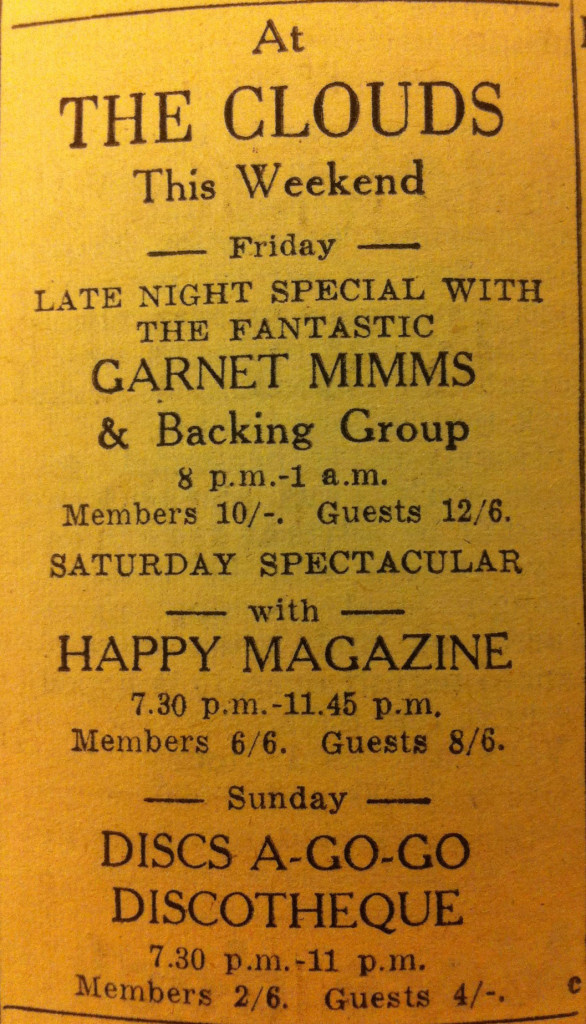 At
THE CLOUDS
This Weekend
— Friday —
LATE NIGHT SPECIAL WITH
THE FANTASTIC
GARNET MIMMS
& Backing Group
8 p.m.-1 a.m.
Members 10/-. Guests 12/6.
SATURDAY SPECTACULAR
— with —
HAPPY MAGAZINE
7.30 p.m.-11.45 p.m.
Members 6/6. Guests 8/6.
— Sunday —
DISCS A-GO-GO
DISCOTHEQUE
7.30 p.m.-11 p.m.
Members 2/6. Guests 4/-.
c